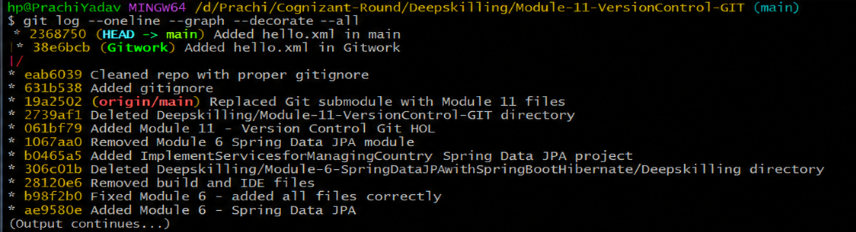 hp@PrachiYadav MINGW64 /d/Prachi/Cognizant-Round/Deepskilling/Module-11-VersionControl-GIT (main)
$ git log --oneline --graph --decorate --all
* 2368750 (HEAD -> main) Added hello.xml in main
|* 38e6bcb (Gitwork) Added hello.xml in Gitwork
|/
* eab6039 Cleaned repo with proper gitignore
* 631b538 Added gitignore
* 19a2502 (origin/main) Replaced Git submodule with Module 11 files
* 2739af1 Deleted Deepskilling/Module-11-VersionControl-GIT directory
* 061bf79 Added Module 11 - Version Control Git HOL
* 1067aa0 Removed Module 6 Spring Data JPA module
* b0465a5 Added ImplementServicesforManagingCountry Spring Data JPA project
* 306c01b Deleted Deepskilling/Module-6-SpringDataJPAwithSpringBootHibernate/Deepskilling directory
* 28120e6 Removed build and IDE files
* b98f2b0 Fixed Module 6 - added all files correctly
* ae9580e Added Module 6 - Spring Data JPA
(Output continues...)